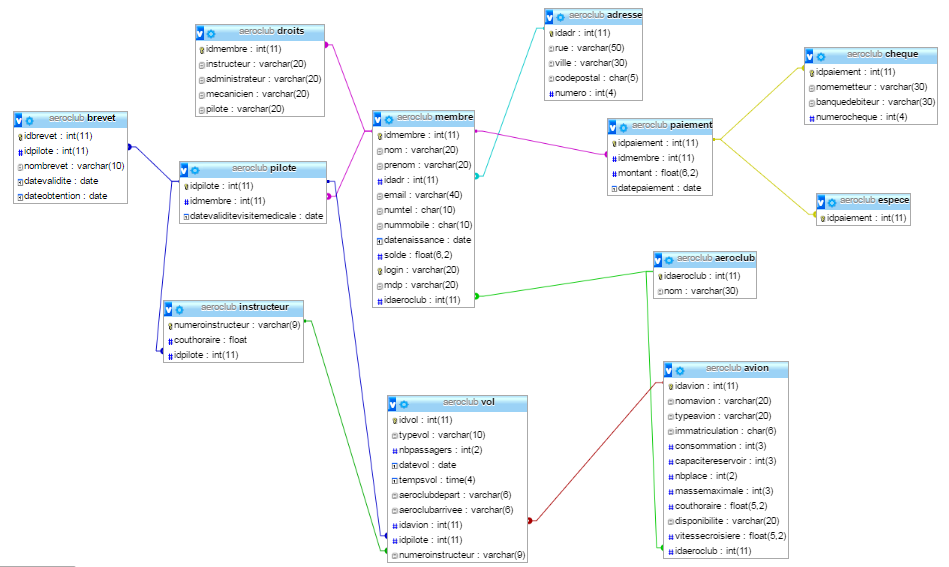 aeroclub droits
idmembre : int(11)
instructeur : varchar(20)
administrateur : varchar(20)
mecanicien : varchar(20)
pilote : varchar(20)
aeroclub adresse
idadr : int(11)
rue : varchar(50)
ville : varchar(30)
codepostal : char(5)
numero : int(4)
aeroclub cheque
idpaiement : int(11)
nomemetteur : varchar(30)
banquedebiteur : varchar(30)
numerocheque : int(4)
aeroclub brevet
idbrevet : int(11)
idpilote : int(11)
nombrevet : varchar(10)
datevalidite : date
dateobtention : date
aeroclub membre
idmembre : int(11)
nom : varchar(20)
prenom : varchar(20)
idadr : int(11)
email : varchar(40)
numtel : char(10)
nummobile : char(10)
datenaissance : date
solde : float(6,2)
login : varchar(20)
mdp : varchar(20)
idaeroclub : int(11)
aeroclub paiement
idpaiement : int(11)
idmembre : int(11)
montant : float(6,2)
datepaiement : date
aeroclub pilote
idpilote : int(11)
idmembre : int(11)
datevaliditevisitemedicale : date
aeroclub espece
idpaiement : int(11)
aeroclub aeroclub
idaeroclub : int(11)
nom : varchar(30)
aeroclub instructeur
numeroinstructeur : varchar(9)
couthoraire : float
idpilote : int(11)
aeroclub avion
idavion : int(11)
nomavion : varchar(20)
typeavion : varchar(20)
immatriculation : char(6)
consommation : int(3)
capacitereservoir : int(3)
nbplace : int(2)
massemaximale : int(3)
couthoraire : float(5,2)
disponibilite : varchar(20)
vitessecroisiere : float(5,2)
idaeroclub : int(11)
aeroclub vol
idvol : int(11)
typevol : varchar(10)
nbpassagers : int(2)
datevol : date
tempsvol : time(4)
aeroclubdepart : varchar(6)
aeroclubarrivee : varchar(6)
idavion : int(11)
idpilote : int(11)
numeroinstructeur : varchar(9)